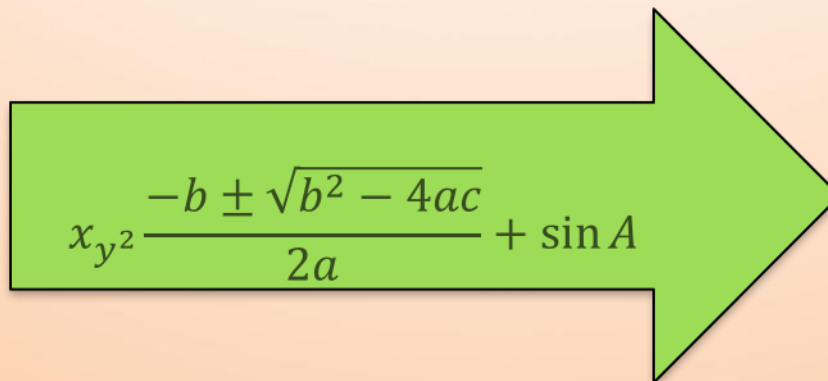 $x_{y^2} \frac{-b \pm \sqrt{b^2 - 4ac}}{2a} + \sin A$